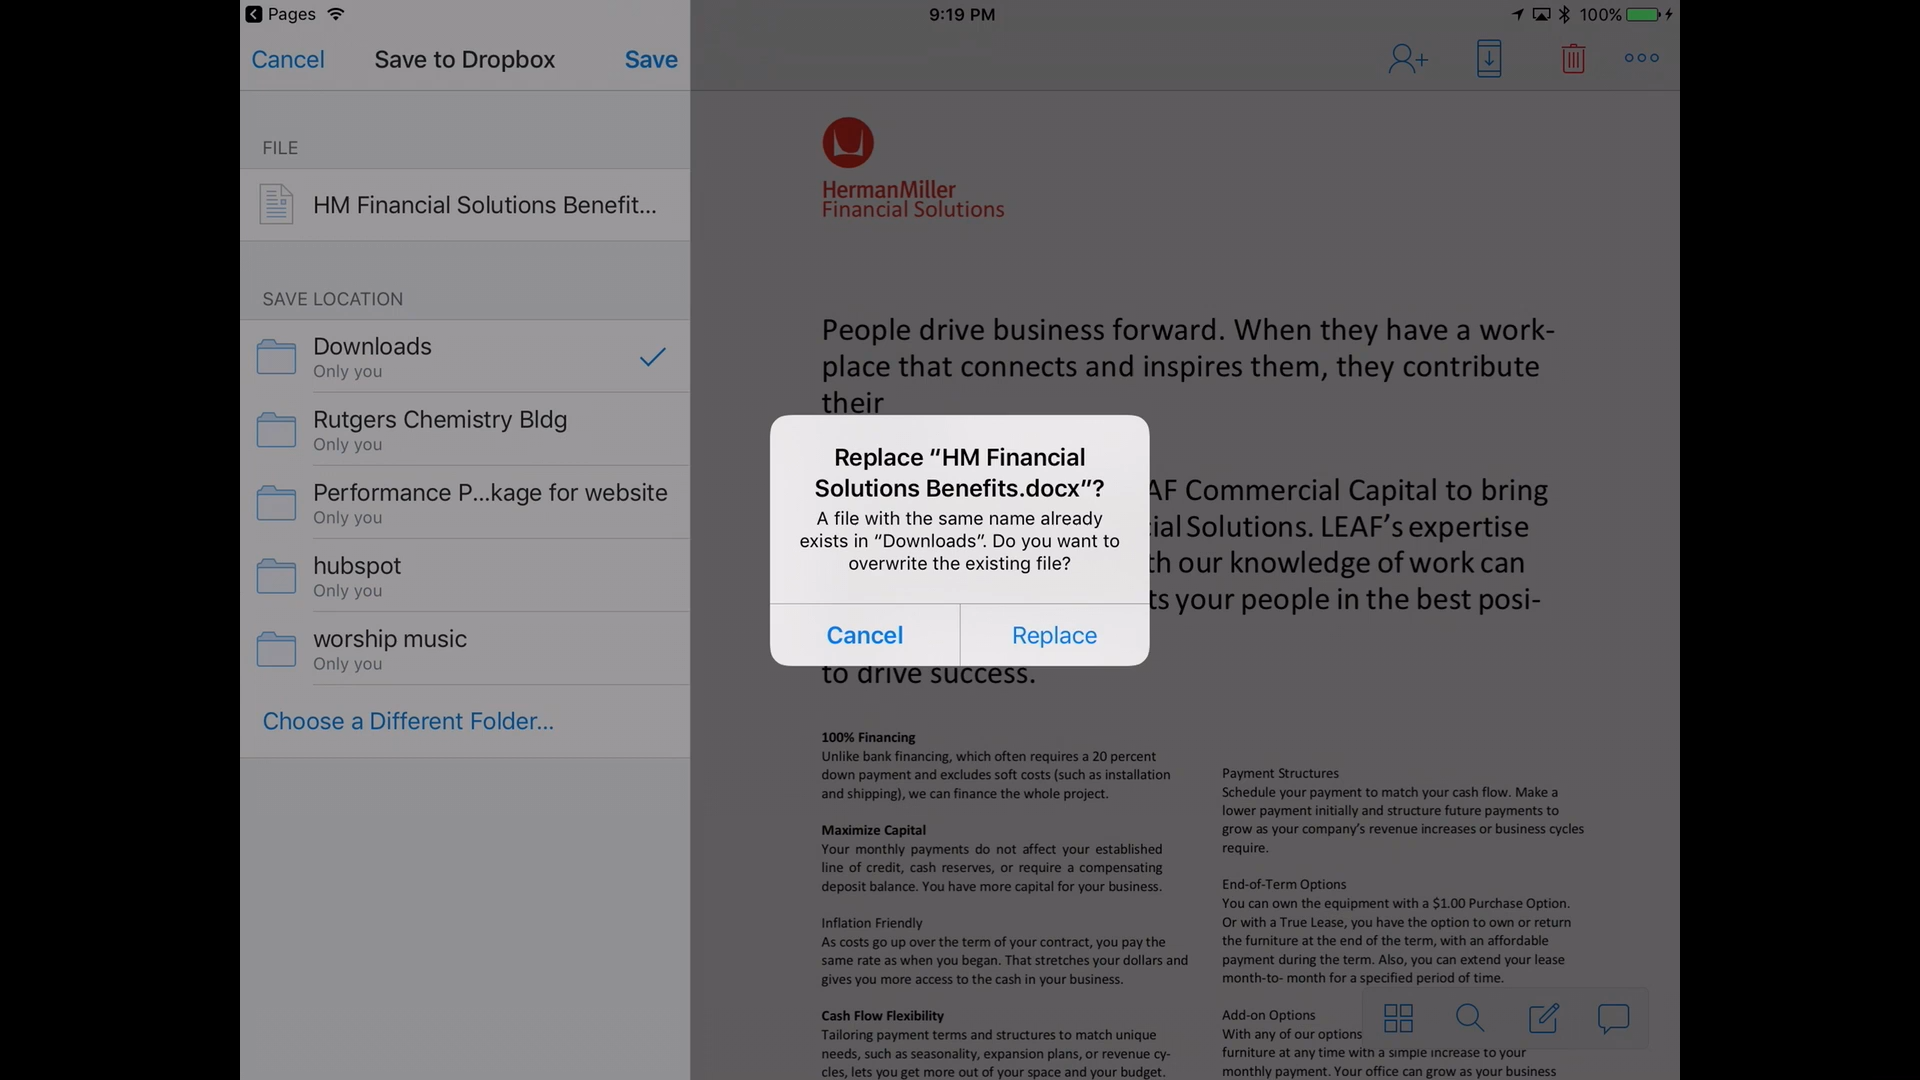 Pages
9:19 PM
100%
Cancel
Save to Dropbox
Save
FILE
HM Financial Solutions Benefit...
SAVE LOCATION
Downloads
Only you
Rutgers Chemistry Bldg
Only you
Performance P...kage for website
Only you
hubspot
Only you
worship music
Only you
Choose a Different Folder...
HermanMiller
Financial Solutions
People drive business forward. When they have a work-
place that connects and inspires them, they contribute
their
AF Commercial Capital to bring
cial Solutions. LEAF’s expertise
th our knowledge of work can
ts your people in the best posi-
to drive success.
Replace “HM Financial
Solutions Benefits.docx”?
A file with the same name already
exists in “Downloads”. Do you want to
overwrite the existing file?
Cancel
Replace
100% Financing
Unlike bank financing, which often requires a 20 percent
down payment and excludes soft costs (such as installation
and shipping), we can finance the whole project.
Maximize Capital
Your monthly payments do not affect your established
line of credit, cash reserves, or require a compensating
deposit balance. You have more capital for your business.
Inflation Friendly
As costs go up over the term of your contract, you pay the
same rate as when you began. That stretches your dollars and
gives you more access to the cash in your business.
Cash Flow Flexibility
Tailoring payment terms and structures to match unique
needs, such as seasonality, expansion plans, or revenue cy-
cles, lets you get more out of your space and your budget.
Payment Structures
Schedule your payment to match your cash flow. Make a
lower payment initially and structure future payments to
grow as your company’s revenue increases or business cycles
require.
End-of-Term Options
You can own the equipment with a $1.00 Purchase Option.
Or with a True Lease, you have the option to own or return
the furniture at the end of the term, with an affordable
payment during the term. Also, you can extend your lease
month-to- month for a specified period of time.
Add-on Options
With any of our options
furniture at any time with a simple increase to your
monthly payment. Your office can grow as your business